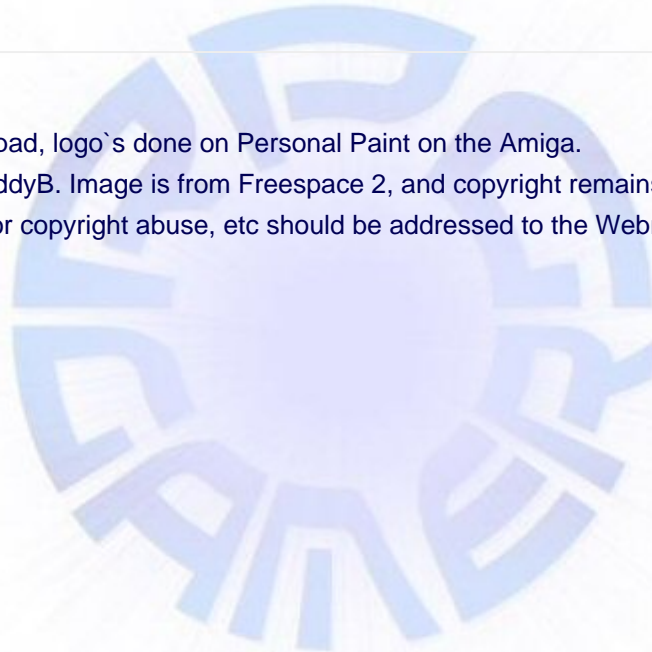 oad, logo`s done on Personal Paint on the Amiga.
ddyB. Image is from Freespace 2, and copyright remains
or copyright abuse, etc should be addressed to the Web